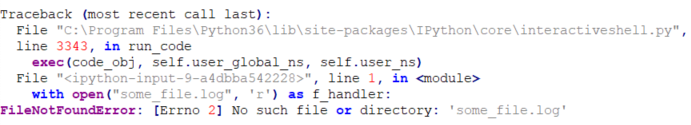 Traceback (most recent call last):
  File "C:\Program Files\Python36\lib\site-packages\IPython\core\interactiveshell.py",
  line 3343, in run_code
    exec(code_obj, self.user_global_ns, self.user_ns)
  File "<ipython-input-9-a4dbba542228>", line 1, in <module>
    with open("some_file.log", 'r') as f_handler:
FileNotFoundError: [Errno 2] No such file or directory: 'some_file.log'